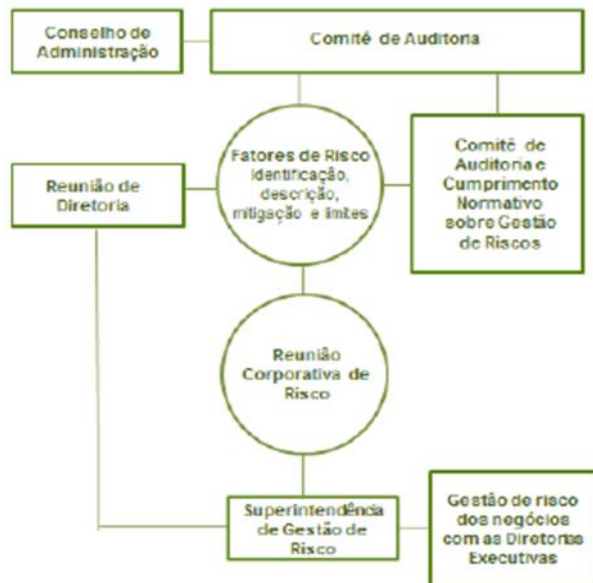 Conselho de
Administração
Comitê de Auditoria
Fatores de Risco
Identificação,
descrição,
mitigação e limites
Reunião de
Diretoria
Comitê de
Auditoria e
Cumprimento
Normativo
sobre Gestão
de Riscos
Reunião
Corporativa de
Risco
Superintendência
de Gestão de
Risco
Gestão de risco
dos negócios
com as Diretorias
Executivas